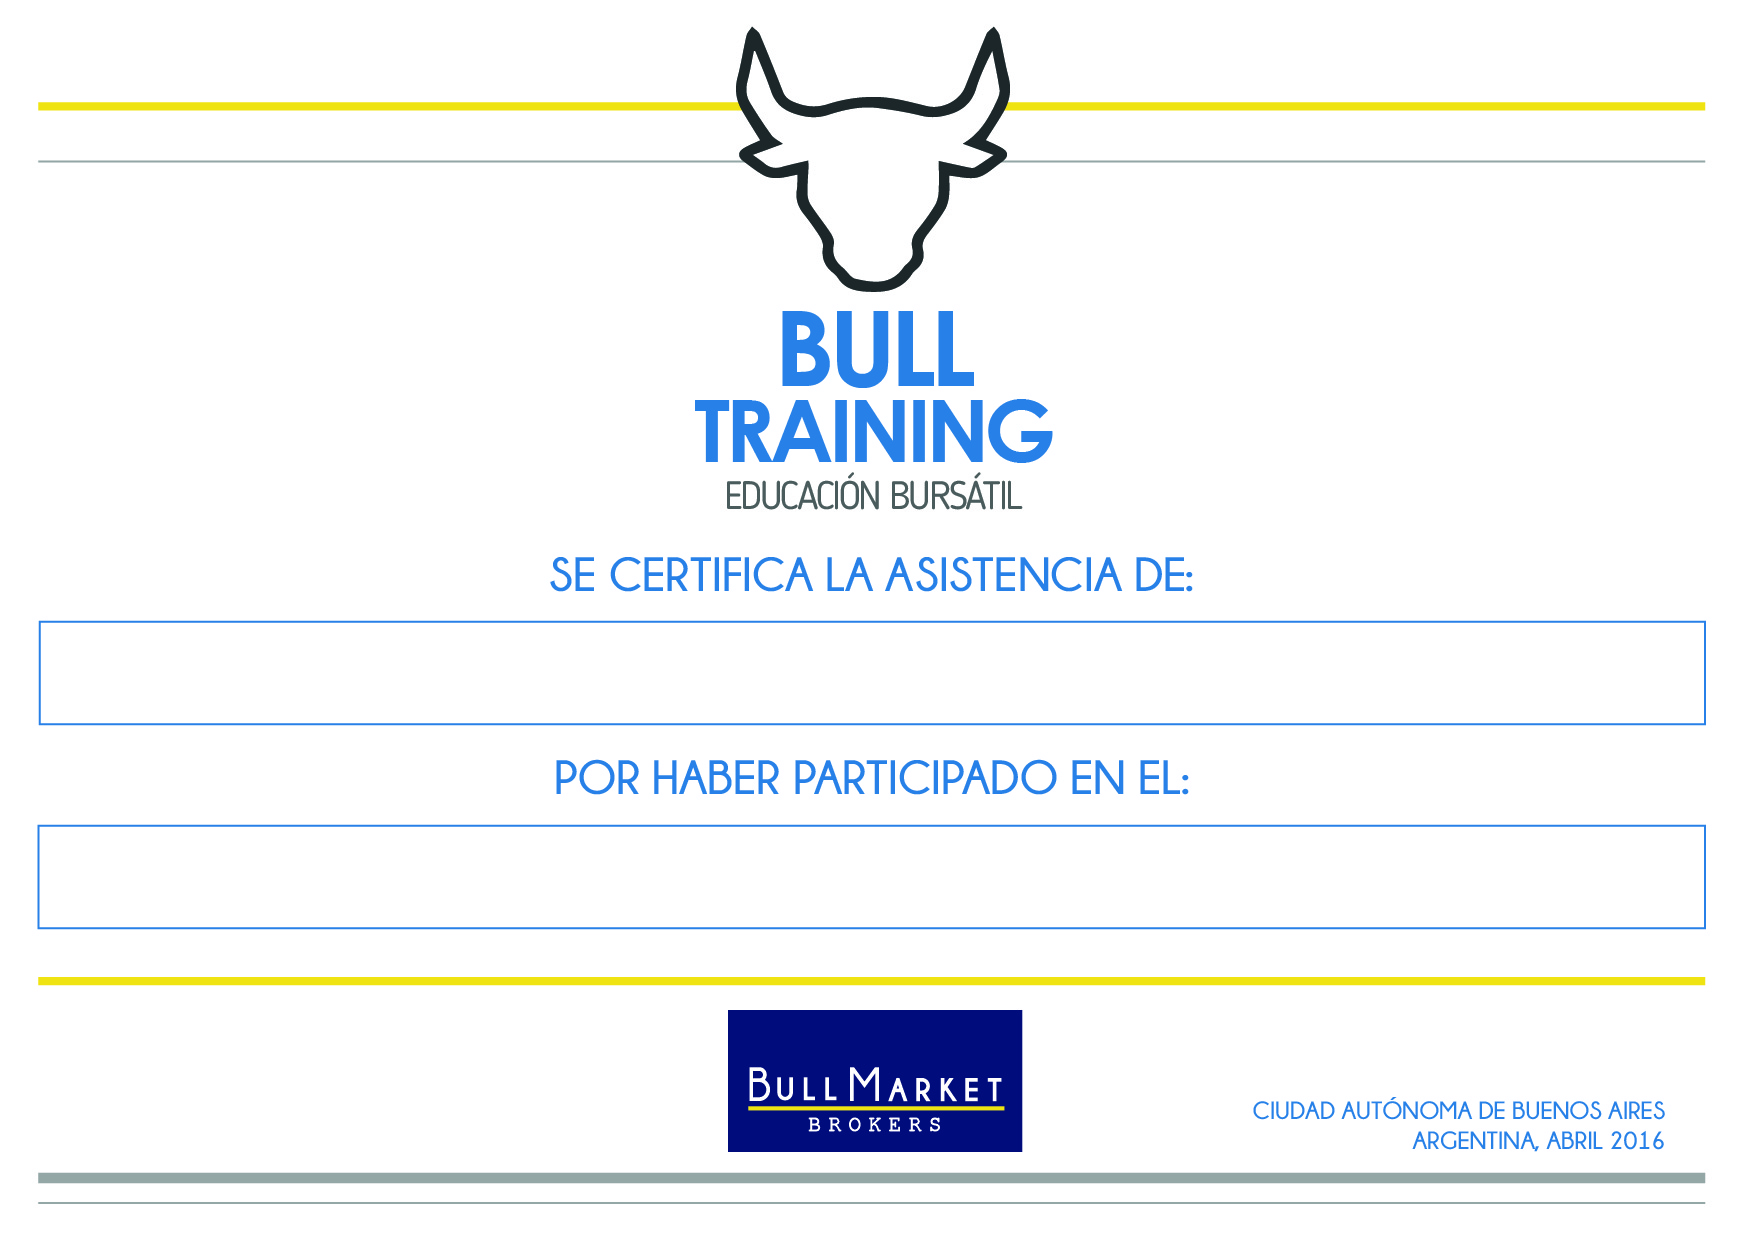 BULL
TRAINING
EDUCACIÓN BURSÁTIL
SE CERTIFICA LA ASISTENCIA DE:
POR HABER PARTICIPADO EN EL:
BULL MARKET
BROKERS
CIUDAD AUTÓNOMA DE BUENOS AIRES
ARGENTINA, ABRIL 2016